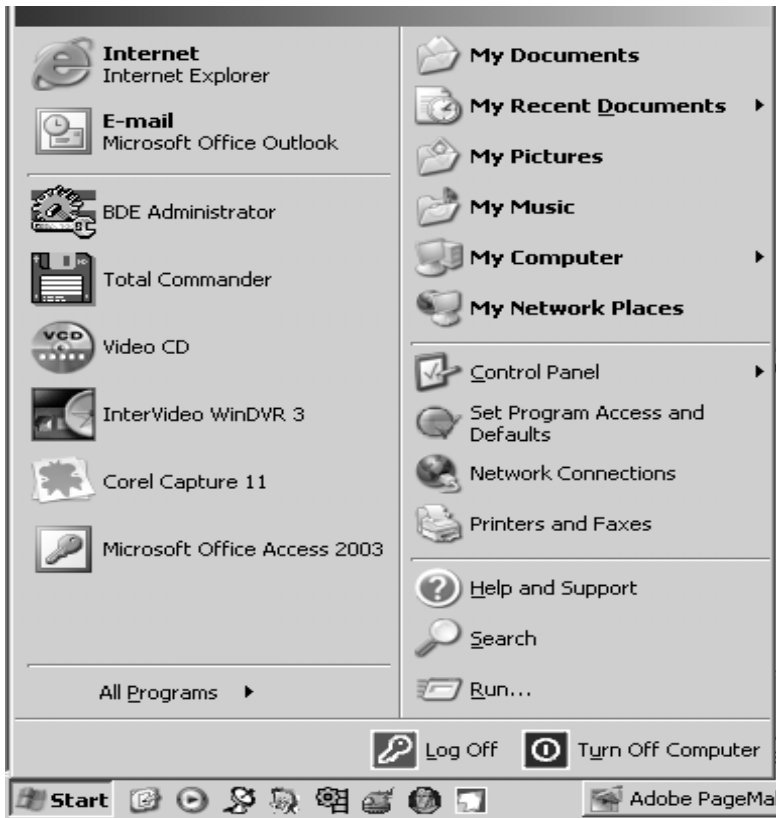 Internet
Internet Explorer
E-mail
Microsoft Office Outlook
BDE Administrator
Total Commander
VCD
Video CD
InterVideo WinDVR 3
Corel Capture 11
Microsoft Office Access 2003
All Programs
My Documents
My Recent Documents
My Pictures
My Music
My Computer
My Network Places
Control Panel
Set Program Access and
Defaults
Network Connections
Printers and Faxes
Help and Support
Search
Run...
Log Off
Turn Off Computer
Start
Adobe PageMa